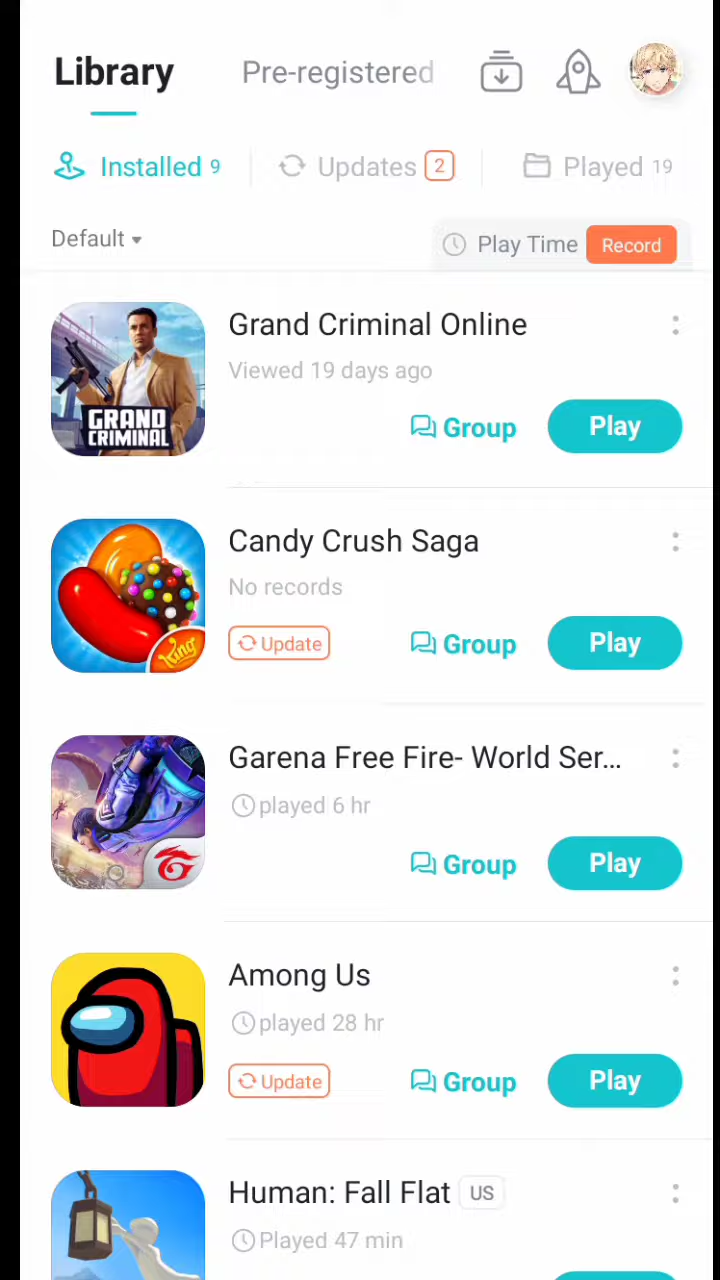 Library
Pre-registered
Installed 9
Updates 2
Played 19
Default
Play Time Record
GRAND
CRIMINAL
Grand Criminal Online
Viewed 19 days ago
Group
Play
King
Candy Crush Saga
No records
Update
Group
Play
Garena Free Fire- World Ser...
played 6 hr
Group
Play
Among Us
played 28 hr
Update
Group
Play
Human: Fall Flat US
Played 47 min